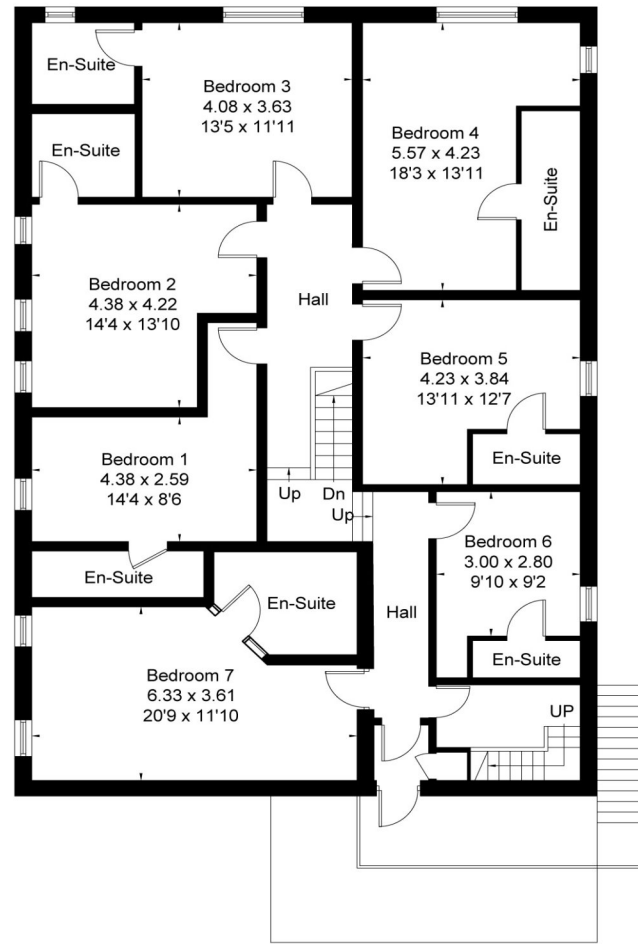 En-Suite
Bedroom 3
4.08 x 3.63
13'5 x 11'11
Bedroom 4
5.57 x 4.23
18'3 x 13'11
En-Suite
En-Suite
Bedroom 2
4.38 x 4.22
14'4 x 13'10
Hall
Bedroom 5
4.23 x 3.84
13'11 x 12'7
En-Suite
Bedroom 1
4.38 x 2.59
14'4 x 8'6
Up
Dn
Up
En-Suite
En-Suite
Hall
Bedroom 6
3.00 x 2.80
9'10 x 9'2
En-Suite
Bedroom 7
6.33 x 3.61
20'9 x 11'10
UP